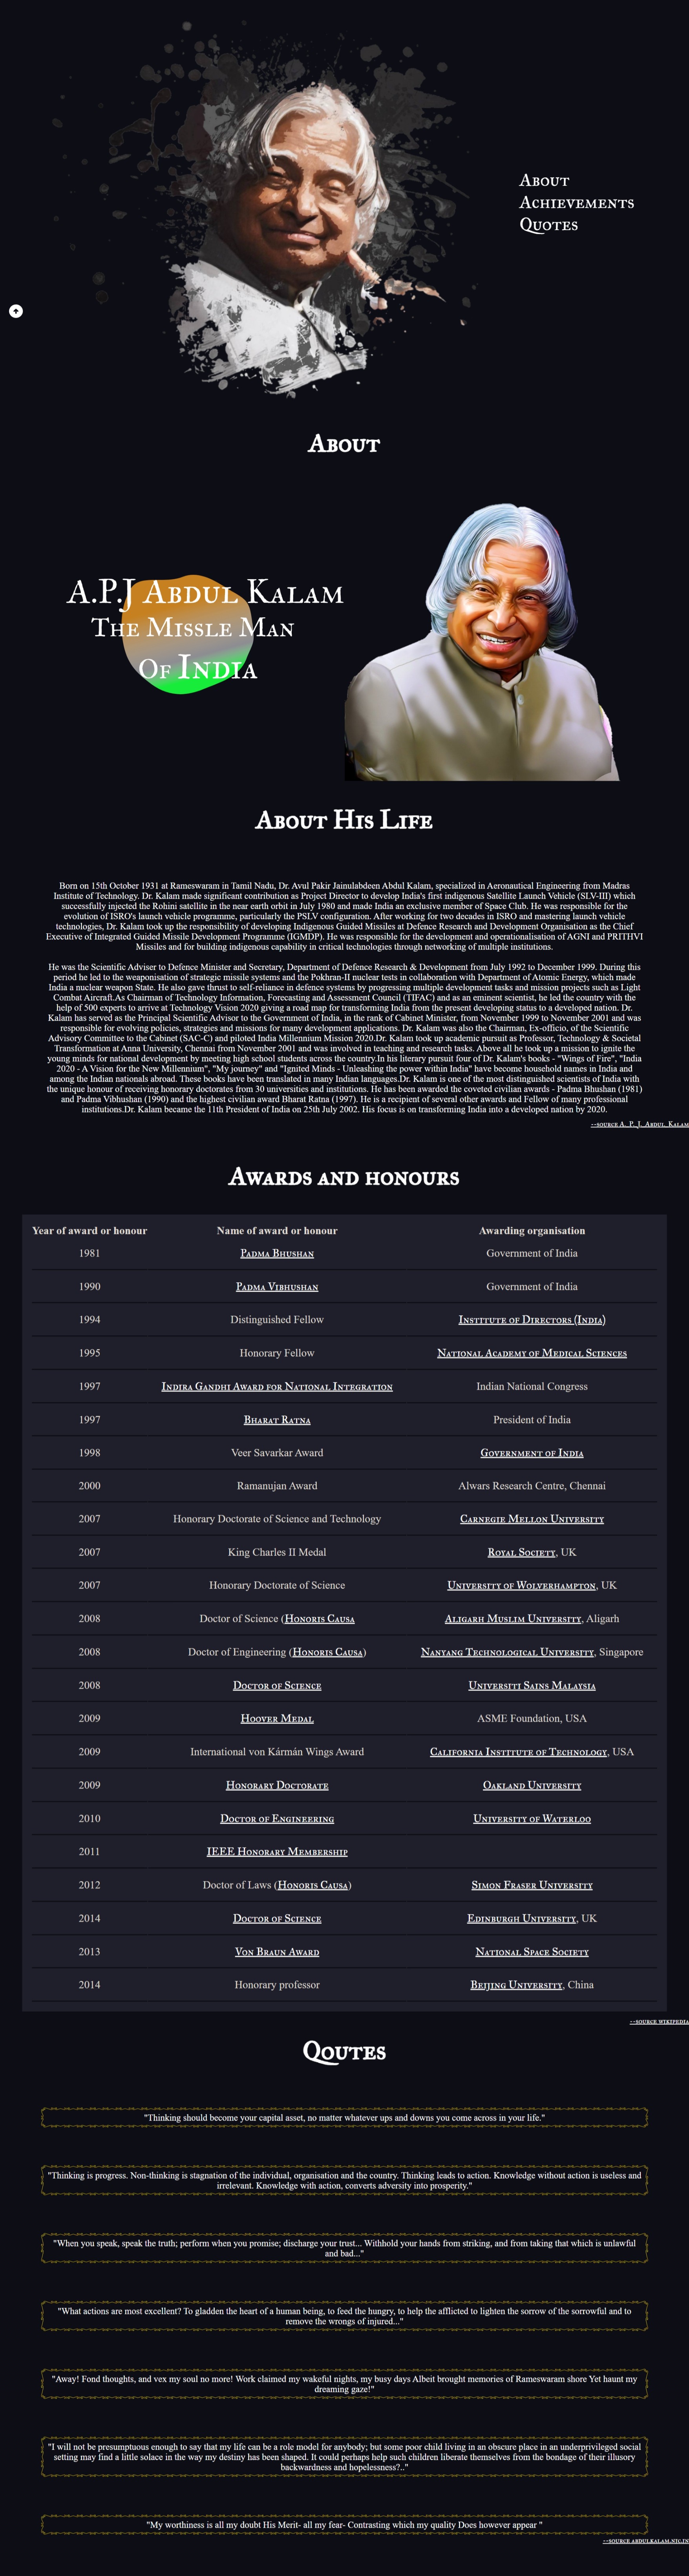 About
Achievements
Quotes
About
A.P.J Abdul Kalam
The Missle Man
Of India
About His Life
Born on 15th October 1931 at Rameswaram in Tamil Nadu, Dr. Avul Pakir Jainulabdeen Abdul Kalam, specialized in Aeronautical Engineering from Madras
Institute of Technology. Dr. Kalam made significant contribution as Project Director to develop India's first indigenous Satellite Launch Vehicle (SLV-III) which
successfully injected the Rohini satellite in the near earth orbit in July 1980 and made India an exclusive member of Space Club. He was responsible for the
evolution of ISRO's launch vehicle programme, particularly the PSLV configuration. After working for two decades in ISRO and mastering launch vehicle
technologies, Dr. Kalam took up the responsibility of developing Indigenous Guided Missiles at Defence Research and Development Organisation as the Chief
Executive of Integrated Guided Missile Development Programme (IGMDP). He was responsible for the development and operationalisation of AGNI and PRITHVI
Missiles and for building indigenous capability in critical technologies through networking of multiple institutions.
He was the Scientific Adviser to Defence Minister and Secretary, Department of Defence Research & Development from July 1992 to December 1999. During this
period he led to the weaponisation of strategic missile systems and the Pokhran-II nuclear tests in collaboration with Department of Atomic Energy, which made
India a nuclear weapon State. He also gave thrust to self-reliance in defence systems by progressing multiple development tasks and mission projects such as Light
Combat Aircraft.As Chairman of Technology Information, Forecasting and Assessment Council (TIFAC) and as an eminent scientist, he led the country with the
help of 500 experts to arrive at Technology Vision 2020 giving a road map for transforming India from the present developing status to a developed nation. Dr.
Kalam has served as the Principal Scientific Advisor to the Government of India, in the rank of Cabinet Minister, from November 1999 to November 2001 and was
responsible for evolving policies, strategies and missions for many development applications. Dr. Kalam was also the Chairman, Ex-officio, of the Scientific
Advisory Committee to the Cabinet (SAC-C) and piloted India Millennium Mission 2020.Dr. Kalam took up academic pursuit as Professor, Technology & Societal
Transformation at Anna University, Chennai from November 2001 and was involved in teaching and research tasks. Above all he took up a mission to ignite the
young minds for national development by meeting high school students across the country.In his literary pursuit four of Dr. Kalam's books - "Wings of Fire", "India
2020 - A Vision for the New Millennium", "My journey" and "Ignited Minds - Unleashing the power within India" have become household names in India and
among the Indian nationals abroad. These books have been translated in many Indian languages.Dr. Kalam is one of the most distinguished scientists of India with
the unique honour of receiving honorary doctorates from 30 universities and institutions. He has been awarded the coveted civilian awards - Padma Bhushan (1981)
and Padma Vibhushan (1990) and the highest civilian award Bharat Ratna (1997). He is a recipient of several other awards and Fellow of many professional
institutions.Dr. Kalam became the 11th President of India on 25th July 2002. His focus is on transforming India into a developed nation by 2020.
--source A. P. J. Abdul Kalam
Awards and honours
Year of award or honour Name of award or honour Awarding organisation
1981 Padma Bhushan Government of India
1990 Padma Vibhushan Government of India
1994 Distinguished Fellow Institute of Directors (India)
1995 Honorary Fellow National Academy of Medical Sciences
1997 Indira Gandhi Award for National Integration Indian National Congress
1997 Bharat Ratna President of India
1998 Veer Savarkar Award Government of India
2000 Ramanujan Award Alwars Research Centre, Chennai
2007 Honorary Doctorate of Science and Technology Carnegie Mellon University
2007 King Charles II Medal Royal Society, UK
2007 Honorary Doctorate of Science University of Wolverhampton, UK
2008 Doctor of Science (Honoris Causa Aligarh Muslim University, Aligarh
2008 Doctor of Engineering (Honoris Causa) Nanyang Technological University, Singapore
2008 Doctor of Science Universiti Sains Malaysia
2009 Hoover Medal ASME Foundation, USA
2009 International von Kármán Wings Award California Institute of Technology, USA
2009 Honorary Doctorate Oakland University
2010 Doctor of Engineering University of Waterloo
2011 IEEE Honorary Membership
2012 Doctor of Laws (Honoris Causa) Simon Fraser University
2014 Doctor of Science Edinburgh University, UK
2013 Von Braun Award National Space Society
2014 Honorary professor Beijing University, China
--source wikipedia
Qoutes
"Thinking should become your capital asset, no matter whatever ups and downs you come across in your life."
"Thinking is progress. Non-thinking is stagnation of the individual, organisation and the country. Thinking leads to action. Knowledge without action is useless and
irrelevant. Knowledge with action, converts adversity into prosperity."
"When you speak, speak the truth; perform when you promise; discharge your trust... Withhold your hands from striking, and from taking that which is unlawful
and bad..."
"What actions are most excellent? To gladden the heart of a human being, to feed the hungry, to help the afflicted to lighten the sorrow of the sorrowful and to
remove the wrongs of injured..."
"Away! Fond thoughts, and vex my soul no more! Work claimed my wakeful nights, my busy days Albeit brought memories of Rameswaram shore Yet haunt my
dreaming gaze!"
"I will not be presumptuous enough to say that my life can be a role model for anybody; but some poor child living in an obscure place in an underprivileged social
setting may find a little solace in the way my destiny has been shaped. It could perhaps help such children liberate themselves from the bondage of their illusory
backwardness and hopelessness?.."
"My worthiness is all my doubt His Merit- all my fear- Contrasting which my quality Does however appear "
--source abdulkalam.nic.in